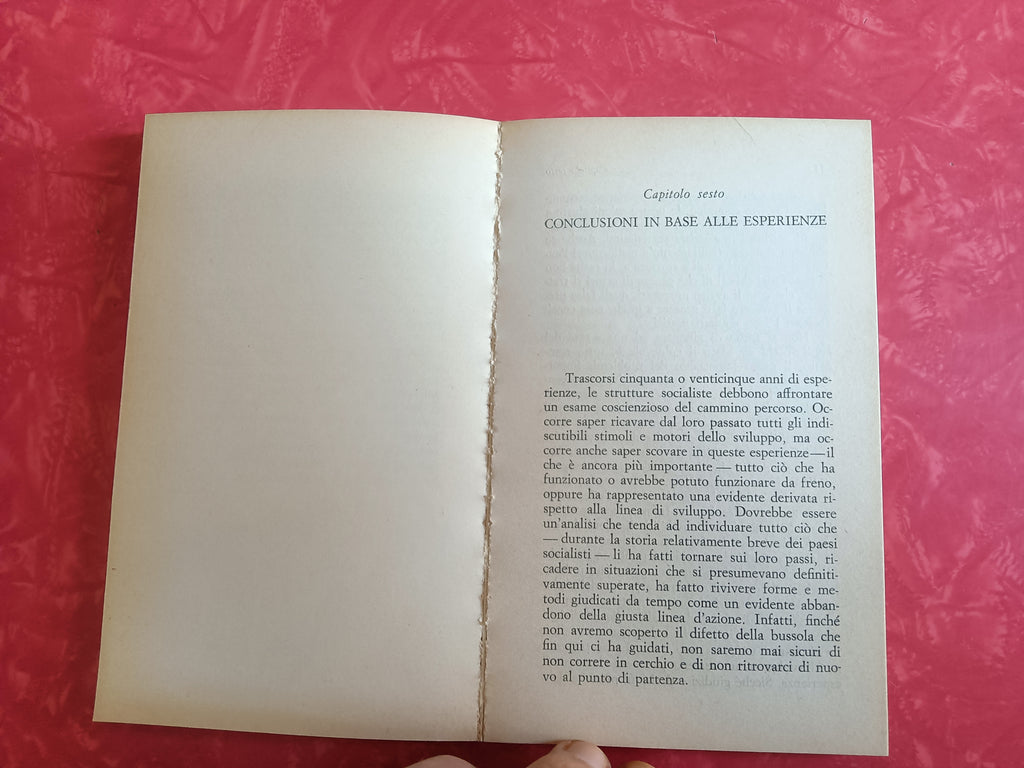 Capitolo sesto
CONCLUSIONI IN BASE ALLE ESPERIENZE
Trascorsi cinquanta o venticinque anni di espe-
rienze, le strutture socialiste debbono affrontare
un esame coscienzioso del cammino percorso. Oc-
corre saper ricavare dal loro passato tutti gli indi-
scutibili stimoli e motori dello sviluppo, ma oc-
corre anche saper scovare in queste esperienze — il
che è ancora più importante — tutto ciò che ha
funzionato o avrebbe potuto funzionare da freno,
oppure ha rappresentato una evidente derivata ri-
spetto alla linea di sviluppo. Dovrebbe essere
un'analisi che tenda ad individuare tutto ciò che
— durante la storia relativamente breve dei paesi
socialisti — li ha fatti tornare sui loro passi, ri-
cadere in situazioni che si presumevano definiti-
vamente superate, ha fatto rivivere forme e me-
todi giudicati da tempo come un evidente abban-
dono della giusta linea d'azione. Infatti, finché
non avremo scoperto il difetto della bussola che
fin qui ci ha guidati, non saremo mai sicuri di
non correre in cerchio e di non ritrovarci di nuo-
vo al punto di partenza.